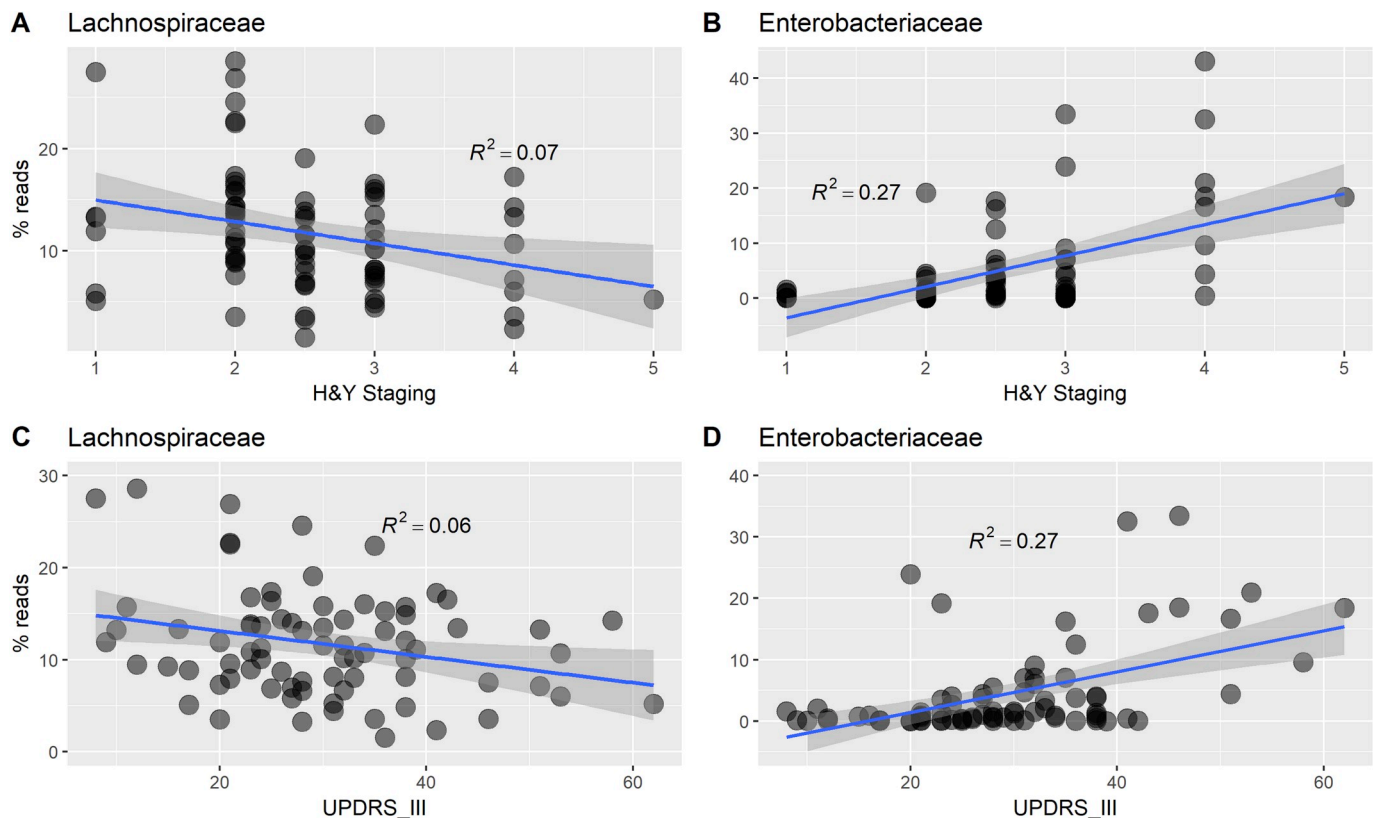 A Lachnospiraceae
B Enterobacteriaceae
% reads
20
10
R² = 0.07
1 2 3 4 5
H&Y Staging
40
30
20
10
0
R² = 0.27
1 2 3 4 5
H&Y Staging
C Lachnospiraceae
D Enterobacteriaceae
% reads
30
20
10
0
R² = 0.06
20 40 60
UPDRS_III
40
30
20
10
0
R² = 0.27
20 40 60
UPDRS_III